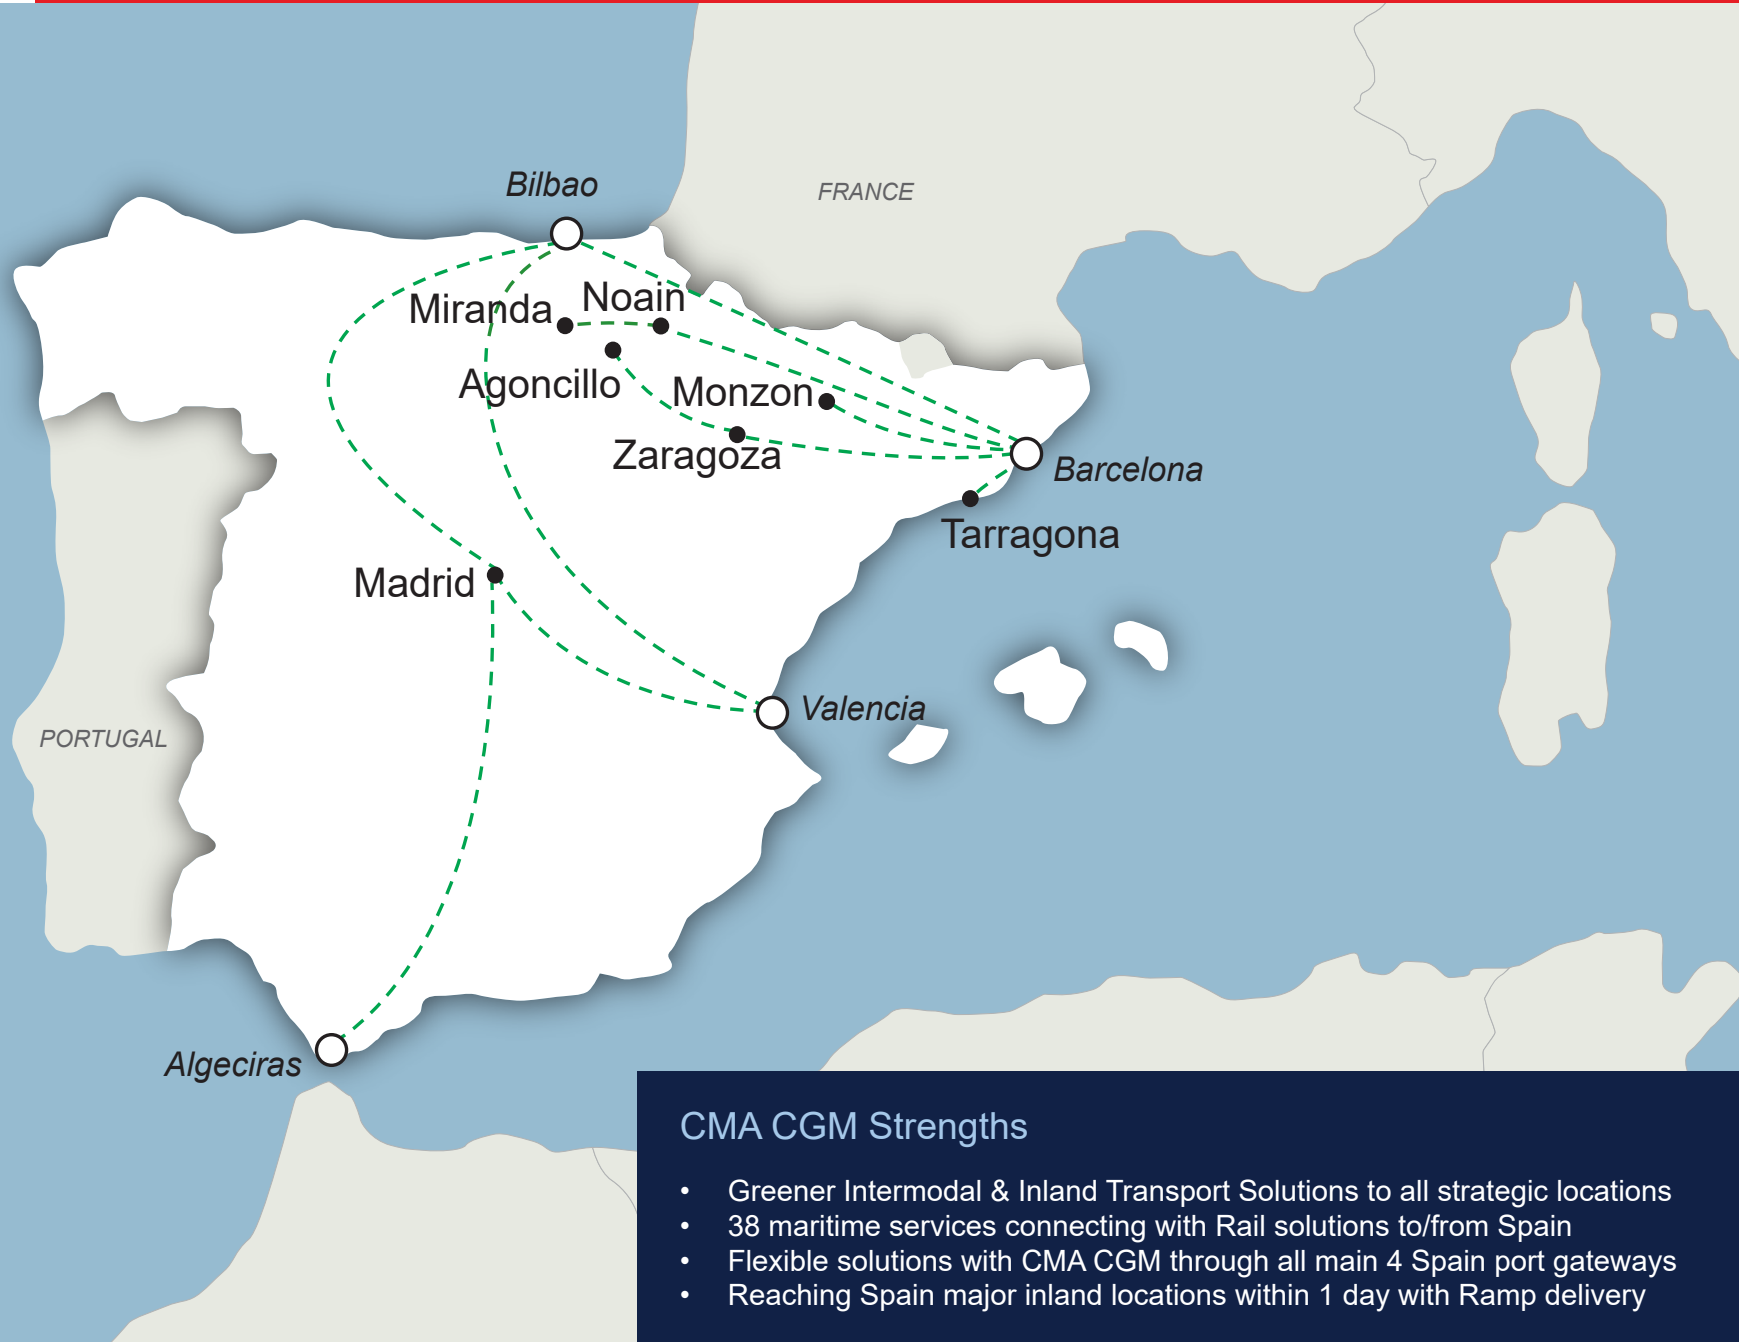 Bilbao
FRANCE
Miranda
Noain
Agoncillo
Monzon
Zaragoza
Barcelona
Tarragona
Madrid
Valencia
PORTUGAL
Algeciras
CMA CGM Strengths
• Greener Intermodal & Inland Transport Solutions to all strategic locations
• 38 maritime services connecting with Rail solutions to/from Spain
• Flexible solutions with CMA CGM through all main 4 Spain port gateways
• Reaching Spain major inland locations within 1 day with Ramp delivery